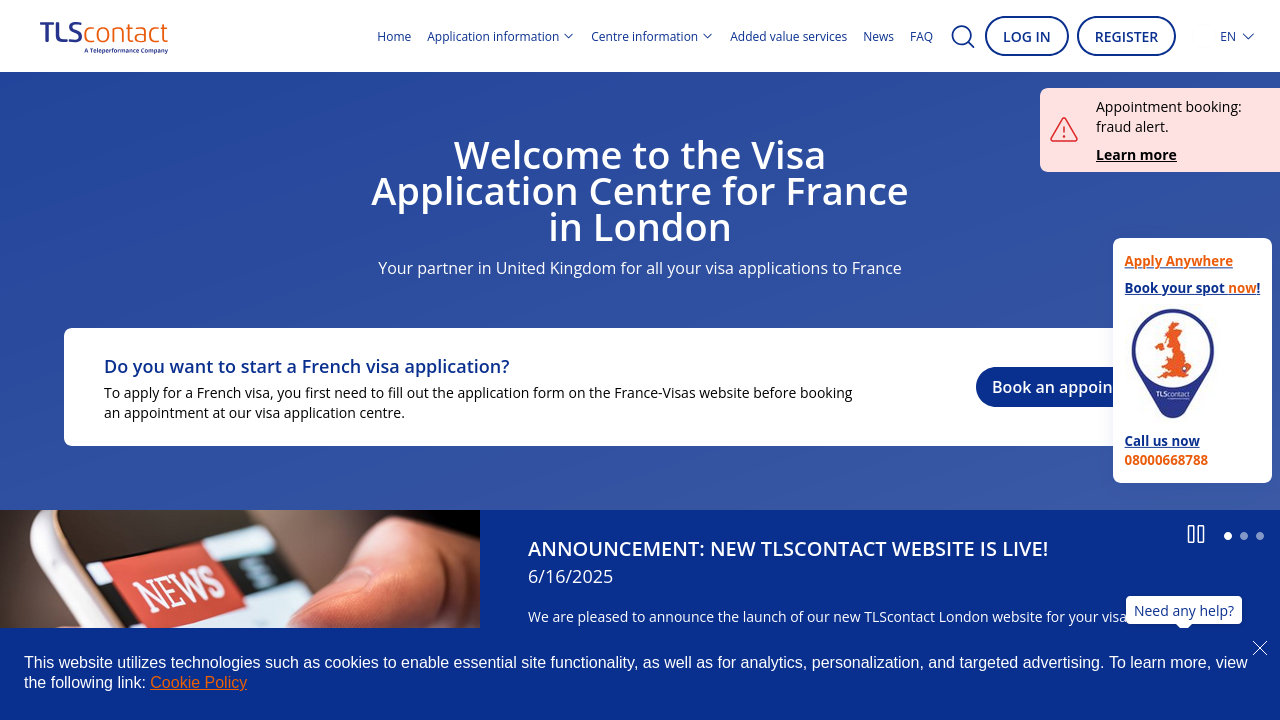 TLScontact
A Teleperformance Company
Home
Application information
Centre information
Added value services
News
FAQ
LOG IN
REGISTER
EN
Appointment booking:
fraud alert.
Learn more
Welcome to the Visa
Application Centre for France
in London
Your partner in United Kingdom for all your visa applications to France
Apply Anywhere
Book your spot now!
TLScontact
Call us now
08000668788
Do you want to start a French visa application?
To apply for a French visa, you first need to fill out the application form on the France-Visas website before booking
an appointment at our visa application centre.
Book an appoin
NEWS
ANNOUNCEMENT: NEW TLSCONTACT WEBSITE IS LIVE!
6/16/2025
We are pleased to announce the launch of our new TLScontact London website for your visa
Need any help?
This website utilizes technologies such as cookies to enable essential site functionality, as well as for analytics, personalization, and targeted advertising. To learn more, view
the following link: Cookie Policy